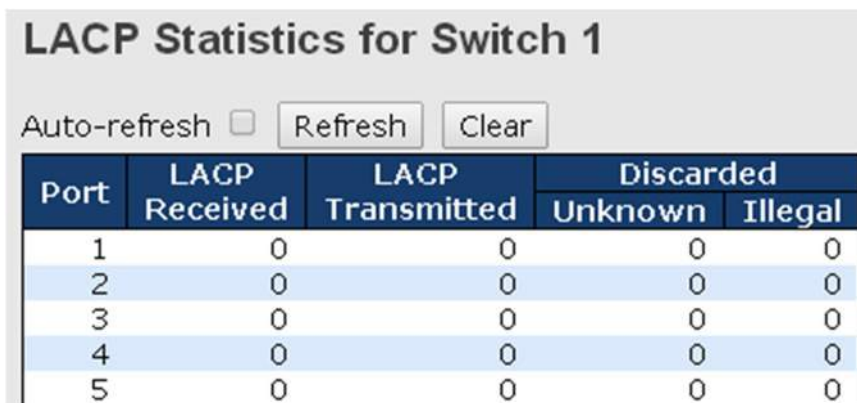 LACP Statistics for Switch 1
Auto-refresh Refresh Clear
Port LACP Received LACP Transmitted Discarded
Unknown Illegal
1 0 0 0 0
2 0 0 0 0
3 0 0 0 0
4 0 0 0 0
5 0 0 0 0